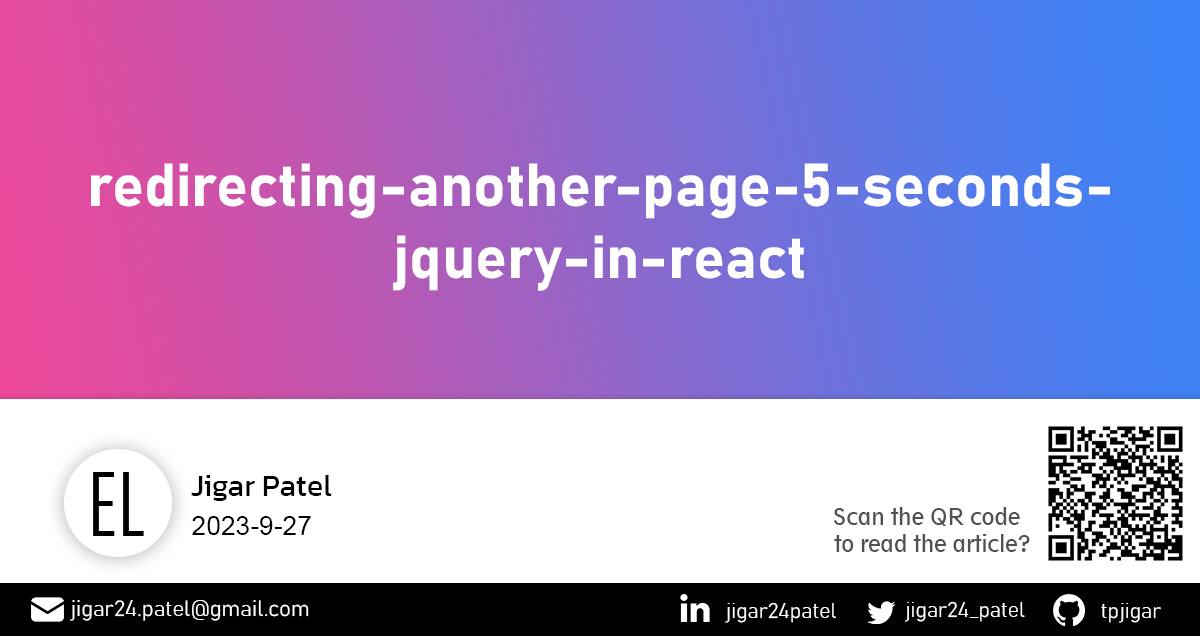 redirecting-another-page-5-seconds-
jquery-in-react
EL
Jigar Patel
2023-9-27
Scan the QR code
to read the article?
jigar24.patel@gmail.com
in jigar24patel
jigar24_patel
tpjigar